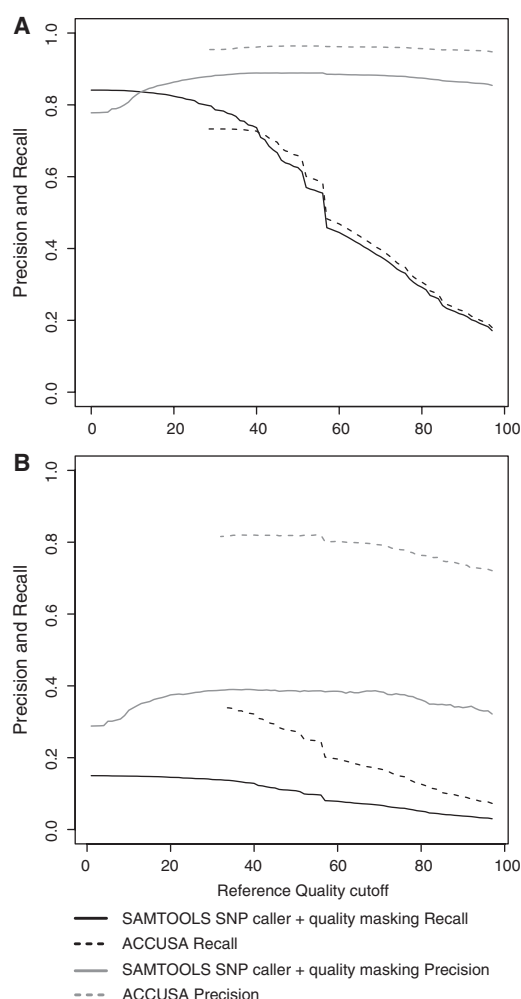 A
Precision and Recall
1.0
0.8
0.6
0.4
0.2
0.0
0 20 40 60 80 100
B
Precision and Recall
1.0
0.8
0.6
0.4
0.2
0.0
0 20 40 60 80 100
Reference Quality cutoff
SAMTOOLS SNP caller + quality masking Recall
ACCUSA Recall
SAMTOOLS SNP caller + quality masking Precision
ACCUSA Precision